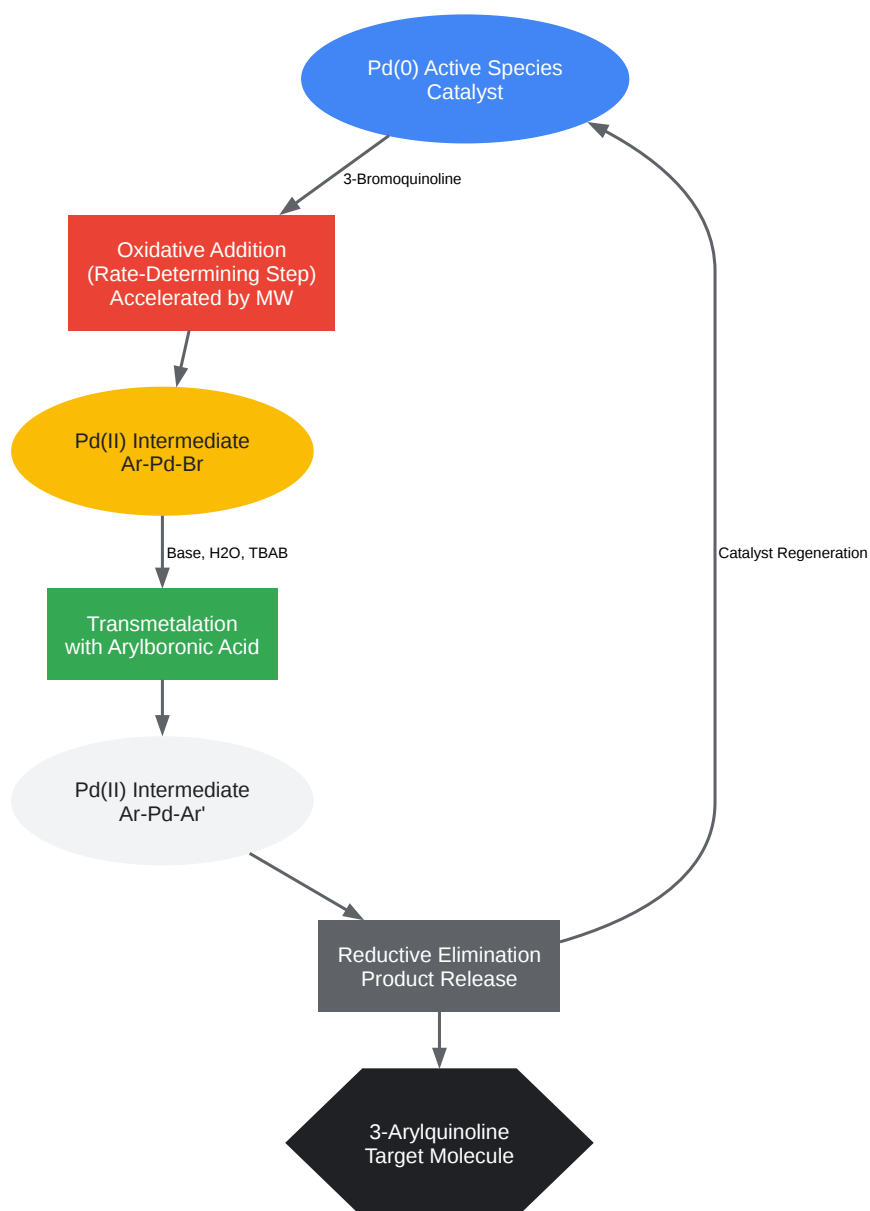 Pd(0) Active Species
Catalyst
3-Bromoquinoline
Oxidative Addition
(Rate-Determining Step)
Accelerated by MW
Pd(II) Intermediate
Ar-Pd-Br
Base, H2O, TBAB
Catalyst Regeneration
Transmetalation
with Arylboronic Acid
Pd(II) Intermediate
Ar-Pd-Ar'
Reductive Elimination
Product Release
3-Arylquinoline
Target Molecule